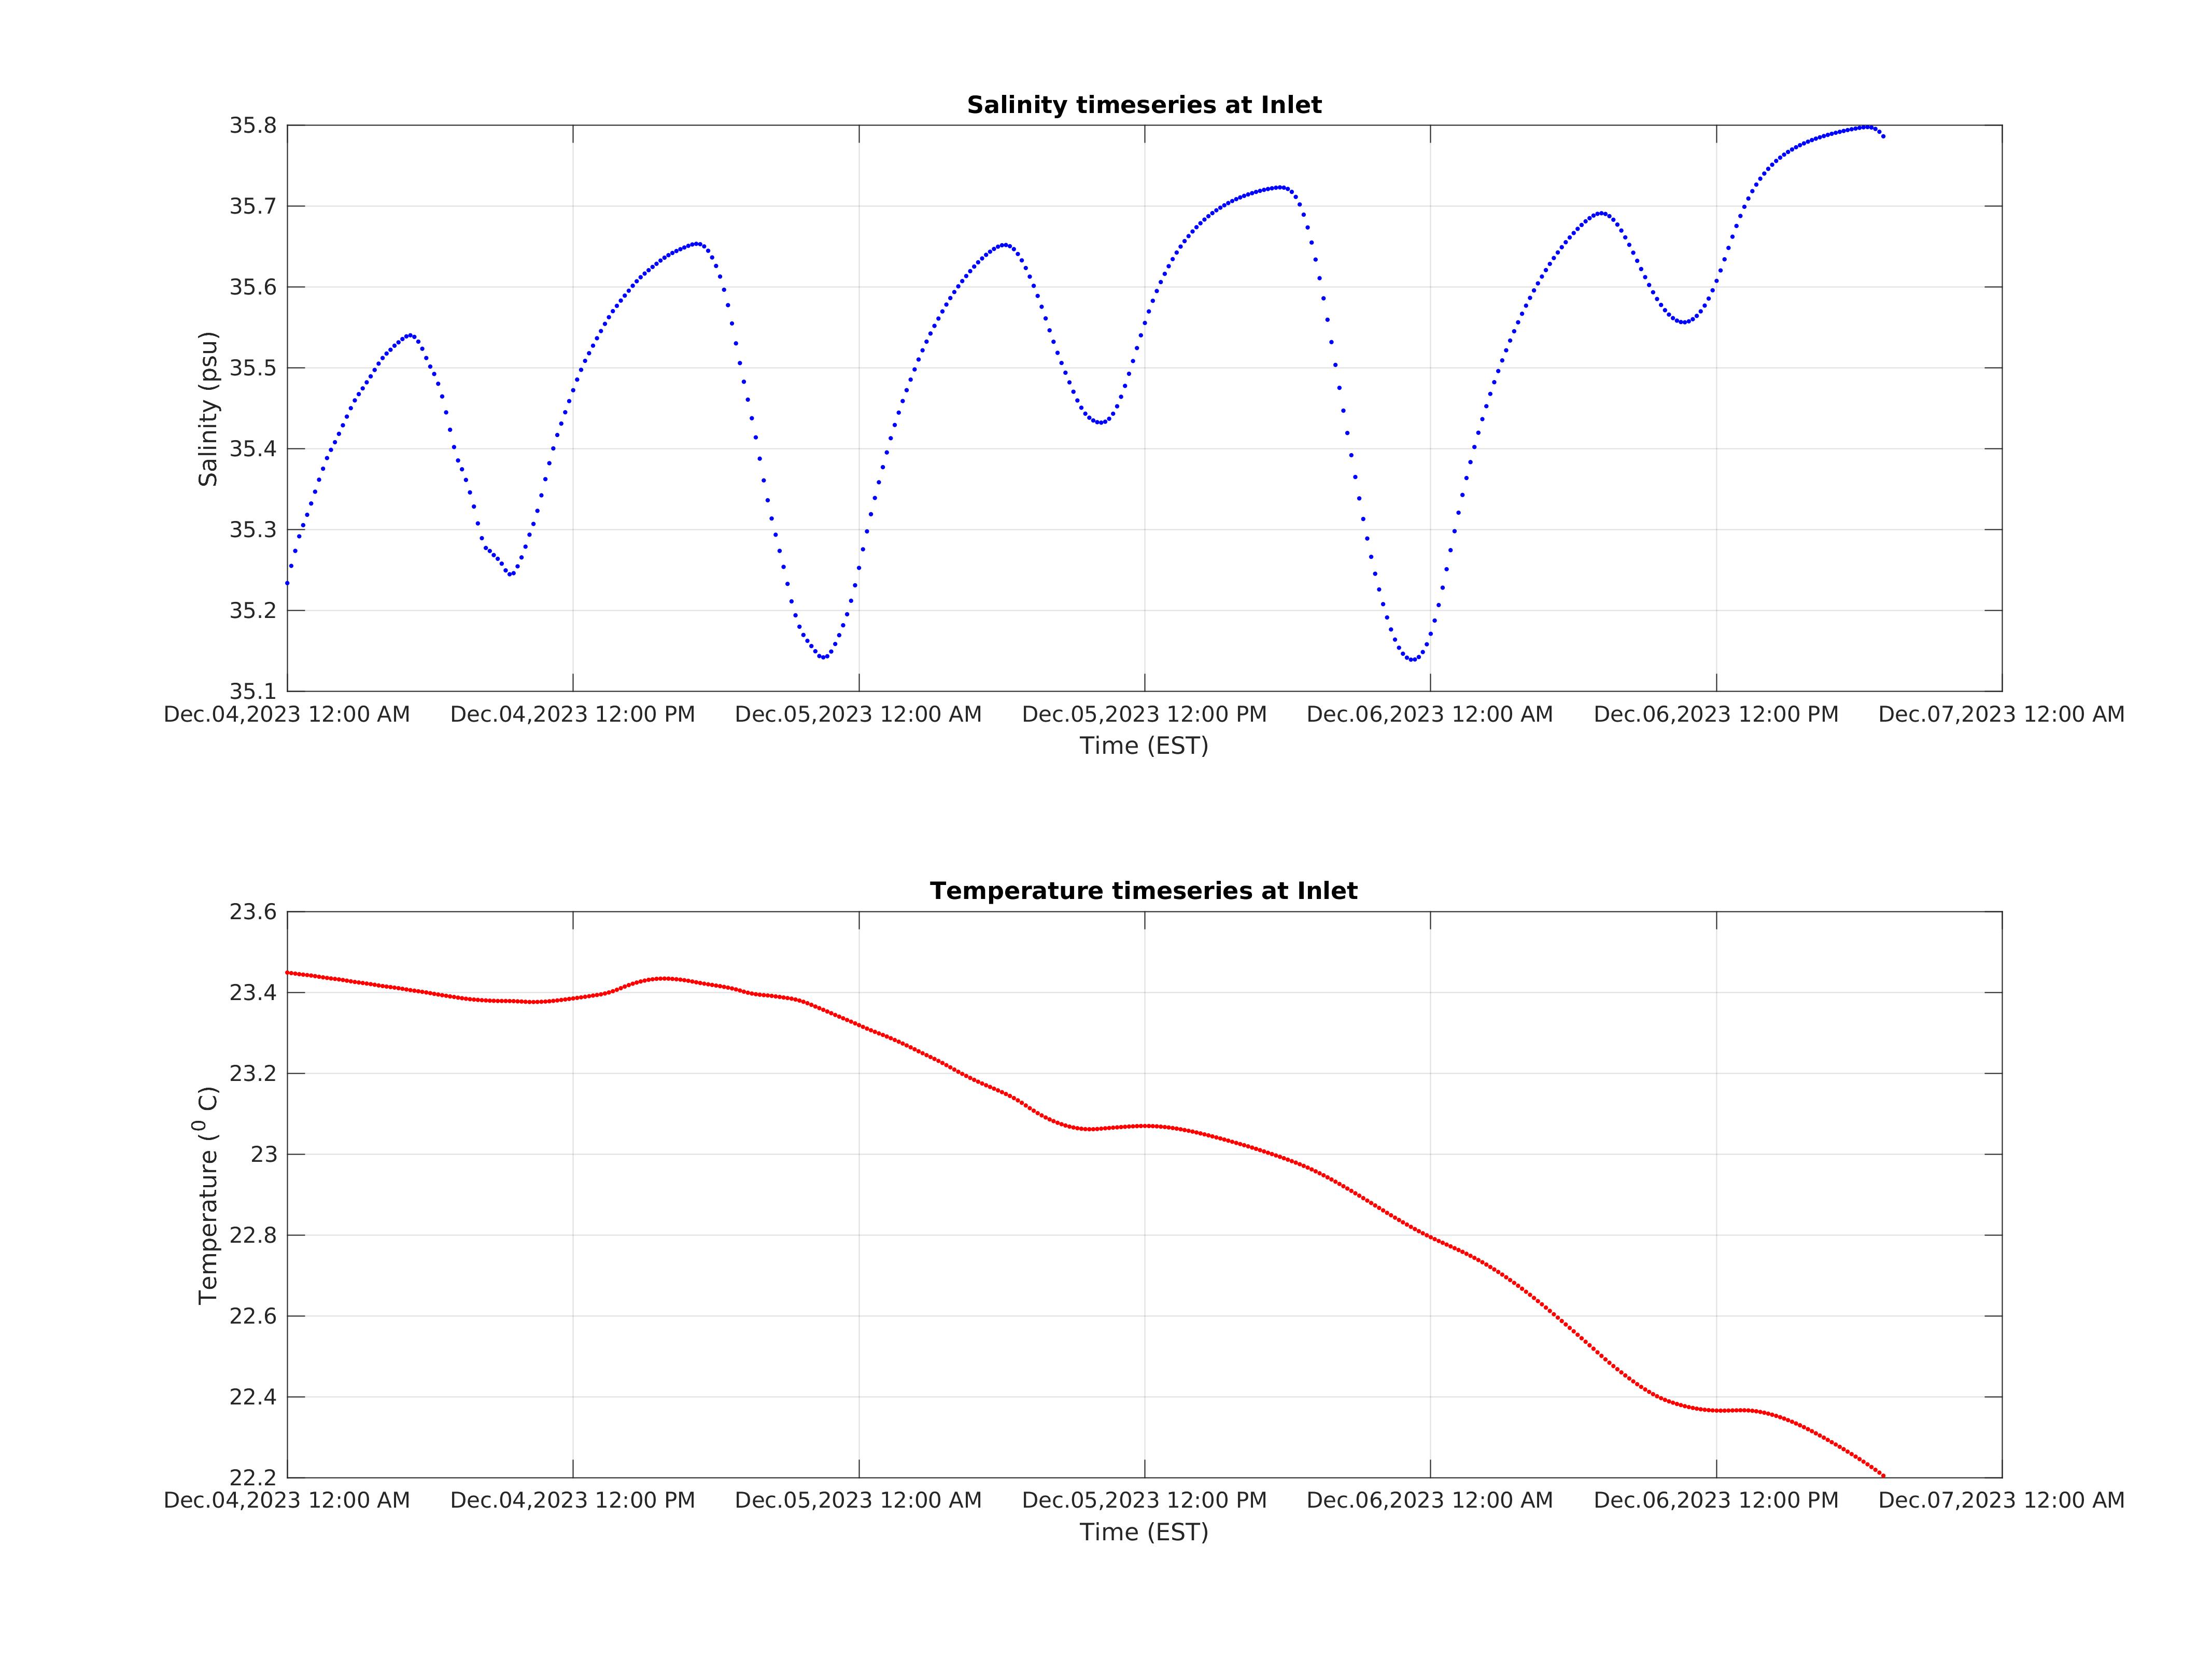 Salinity timeseries at Inlet
35.8
35.7
35.6
35.5
35.4
35.3
35.2
35.1
Salinity (psu)
Dec.04,2023 12:00 AM Dec.04,2023 12:00 PM Dec.05,2023 12:00 AM Dec.05,2023 12:00 PM Dec.06,2023 12:00 AM Dec.06,2023 12:00 PM Dec.07,2023 12:00 AM
Time (EST)
Temperature timeseries at Inlet
23.6
23.4
23.2
23
22.8
22.6
22.4
22.2
Temperature (⁰ C)
Dec.04,2023 12:00 AM Dec.04,2023 12:00 PM Dec.05,2023 12:00 AM Dec.05,2023 12:00 PM Dec.06,2023 12:00 AM Dec.06,2023 12:00 PM Dec.07,2023 12:00 AM
Time (EST)